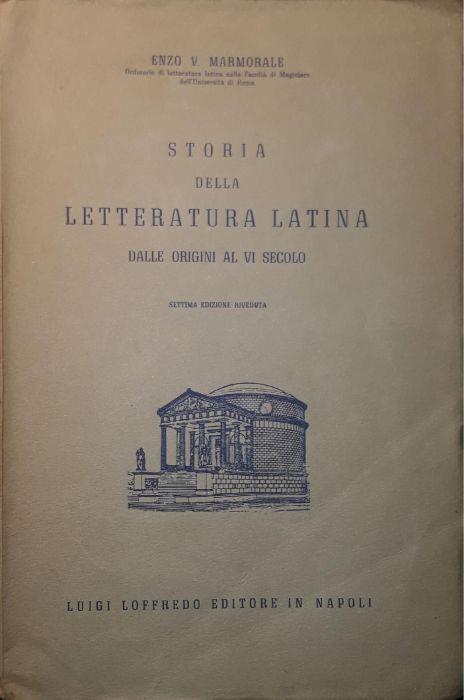 ENZO V. MARMORALE
Ordinario di letteratura latina nella Facoltà di Magistero
dell'Università di Roma
STORIA
DELLA
LETTERATURA LATINA
DALLE ORIGINI AL VI SECOLO
SETTIMA EDIZIONE RIVEDUTA
LUIGI LOFFREDO EDITORE IN NAPOLI